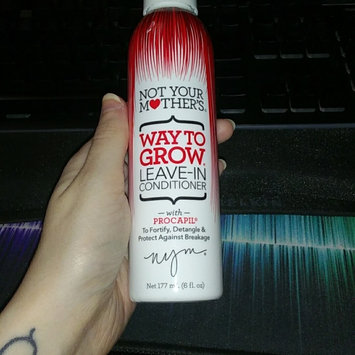 NOT YOUR
MOTHER'S®
WAY TO
GROW®
LEAVE-IN
CONDITIONER
with
PROCAPIL®
To Fortify, Detangle &
Protect Against Breakage
nym®
Net 177 mL (6 fl. oz)